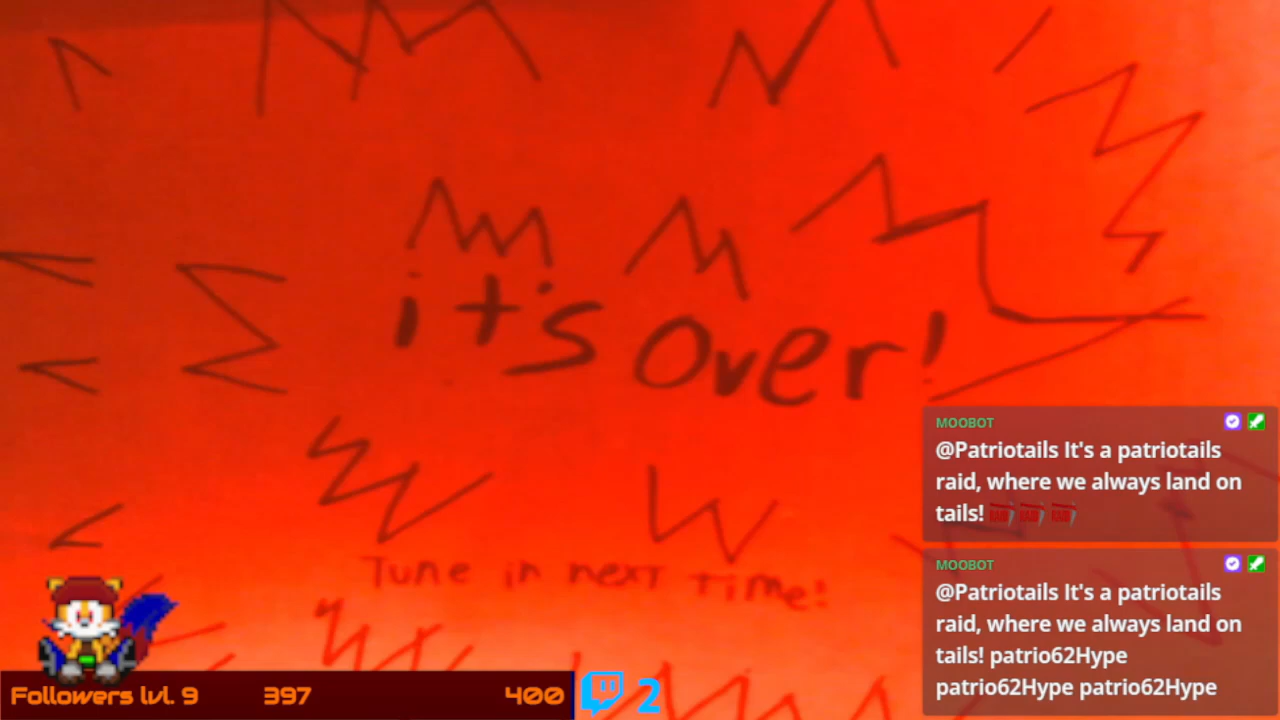 it's over!
Tune in next time!
MOOBOT
@Patriotails It's a patriotails
raid, where we always land on
tails!
MOOBOT
@Patriotails It's a patriotails
raid, where we always land on
tails! patrio62Hype
patrio62Hype patrio62Hype
Followers lvl. 9 397 400 2